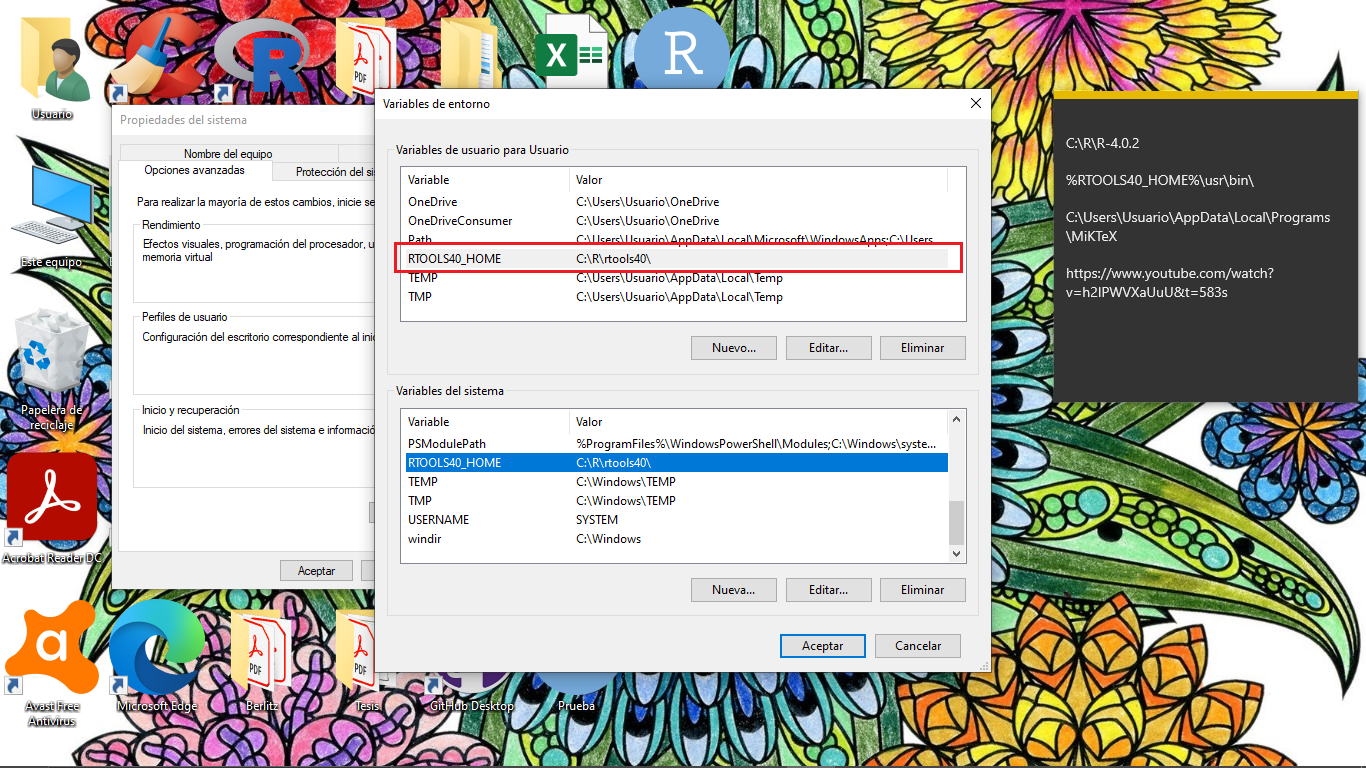 Usuario
Este equipo
Papelera de
reciclaje
Acrobat Reader DC
Avast Free
Antivirus
Microsoft Edge
Berlitz
Tesis
GitHub Desktop
Prueba
PDF
X
R
R
PDF
PDF
Propiedades del sistema
Nombre del equipo
Opciones avanzadas
Protección del si
Para realizar la mayoría de estos cambios, inicie se
Rendimiento
Efectos visuales, programación del procesador, u
memoria virtual
Perfiles de usuario
Configuración del escritorio correspondiente al inic
Inicio y recuperación
Inicio del sistema, errores del sistema e informació
Aceptar
Variables de entorno
Variables de usuario para Usuario
Variable Valor
OneDrive C:\Users\Usuario\OneDrive
OneDriveConsumer C:\Users\Usuario\OneDrive
Path C:\Users\Usuario\AppData\Local\Microsoft\WindowsApps;C:\Users
RTOOLS40_HOME C:\R\rtools40\
TEMP C:\Users\Usuario\AppData\Local\Temp
TMP C:\Users\Usuario\AppData\Local\Temp
Nuevo... Editar... Eliminar
Variables del sistema
Variable Valor
PSModulePath %ProgramFiles%\WindowsPowerShell\Modules;C:\Windows\syste...
RTOOLS40_HOME C:\R\rtools40\
TEMP C:\Windows\TEMP
TMP C:\Windows\TEMP
USERNAME SYSTEM
windir C:\Windows
Nueva... Editar... Eliminar
Aceptar Cancelar
C:\R\R-4.0.2
%RTOOLS40_HOME%\usr\bin\
C:\Users\Usuario\AppData\Local\Programs
\MiKTeX
https://www.youtube.com/watch?
v=h2IPWVXaUuU&t=583s